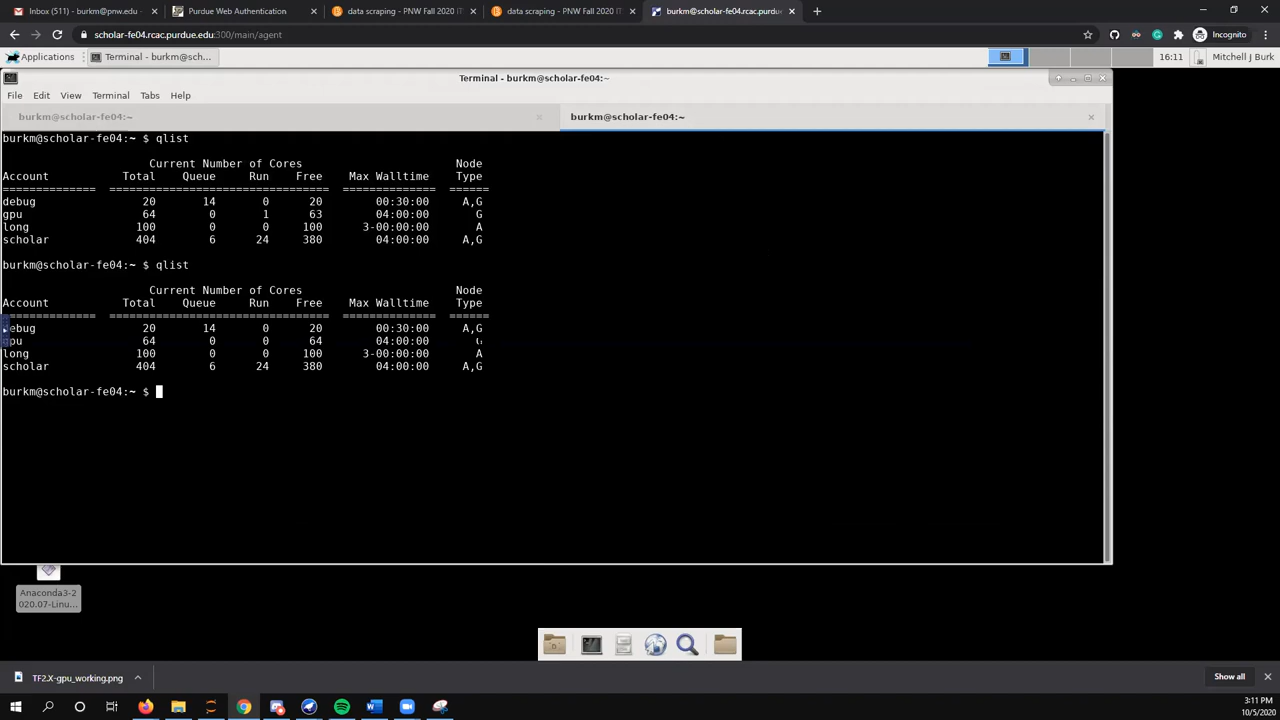 Inbox (511) - burkm@pnw.edu
Purdue Web Authentication
data scraping - PNW Fall 2020 IT
data scraping - PNW Fall 2020 IT
burkm@scholar-fe04.rcac.purdue
scholar-fe04.rcac.purdue.edu:300/main/agent
Incognito
Applications
Terminal - burkm@sch...
16:11
Mitchell J Burk
Terminal - burkm@scholar-fe04:~
File Edit View Terminal Tabs Help
burkm@scholar-fe04:~
burkm@scholar-fe04:~
burkm@scholar-fe04:~ $ qlist
Current Number of Cores Node
Account Total Queue Run Free Max Walltime Type
============== ================================= ============== ======
debug 20 14 0 20 00:30:00 A,G
gpu 64 0 1 63 04:00:00 G
long 100 0 0 100 3-00:00:00 A
scholar 404 6 24 380 04:00:00 A,G
burkm@scholar-fe04:~ $ qlist
Current Number of Cores Node
Account Total Queue Run Free Max Walltime Type
============== ================================= ============== ======
debug 20 14 0 20 00:30:00 A,G
gpu 64 0 0 64 04:00:00 G
long 100 0 0 100 3-00:00:00 A
scholar 404 6 24 380 04:00:00 A,G
burkm@scholar-fe04:~ $
Anaconda3-2
020.07-Linu...
TF2.X-gpu_working.png
Show all
3:11 PM
10/5/2020